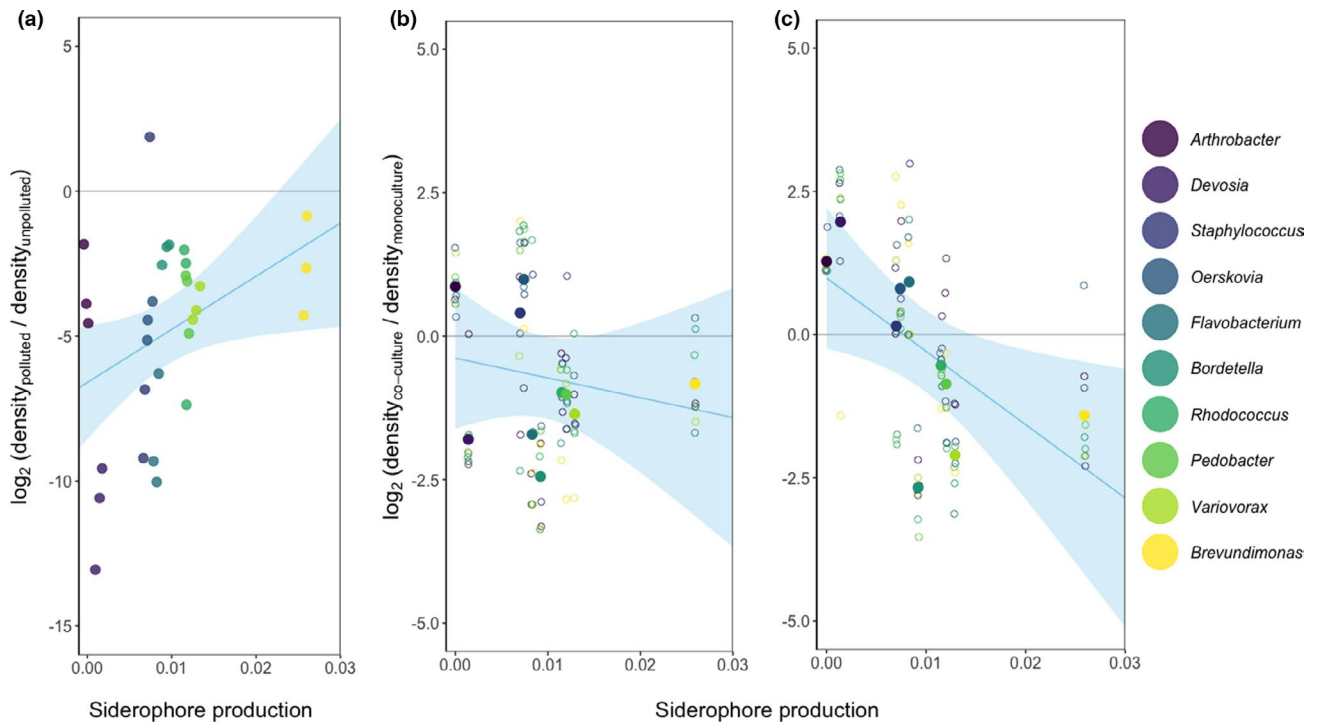 (a)
(b)
(c)
log2 (densitypolluted / densityunpolluted)
5
0
-5
-10
-15
0.00 0.01 0.02 0.03
Siderophore production
log2 (densityco−culture / densitymonoculture)
5.0
2.5
0.0
-2.5
-5.0
0.00 0.01 0.02 0.03
5.0
2.5
0.0
-2.5
-5.0
0.00 0.01 0.02 0.03
Siderophore production
Arthrobacter
Devosia
Staphylococcus
Oerskovia
Flavobacterium
Bordetella
Rhodococcus
Pedobacter
Variovorax
Brevundimonas